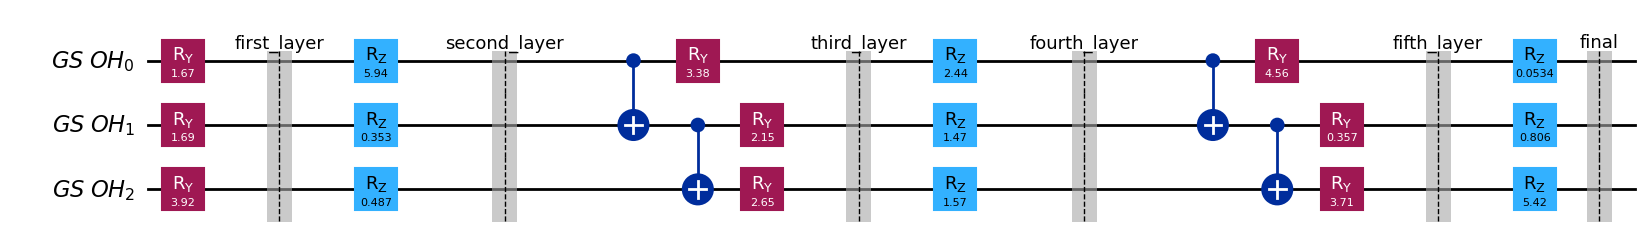 first_layer second_layer third_layer fourth_layer fifth_layer final
GS OH0 RY 1.67 RZ 5.94 RY 3.38 RZ 2.44 RY 4.56 RZ 0.0534
GS OH1 RY 1.69 RZ 0.353 RY 2.15 RZ 1.47 RY 0.357 RZ 0.806
GS OH2 RY 3.92 RZ 0.487 RY 2.65 RZ 1.57 RY 3.71 RZ 5.42